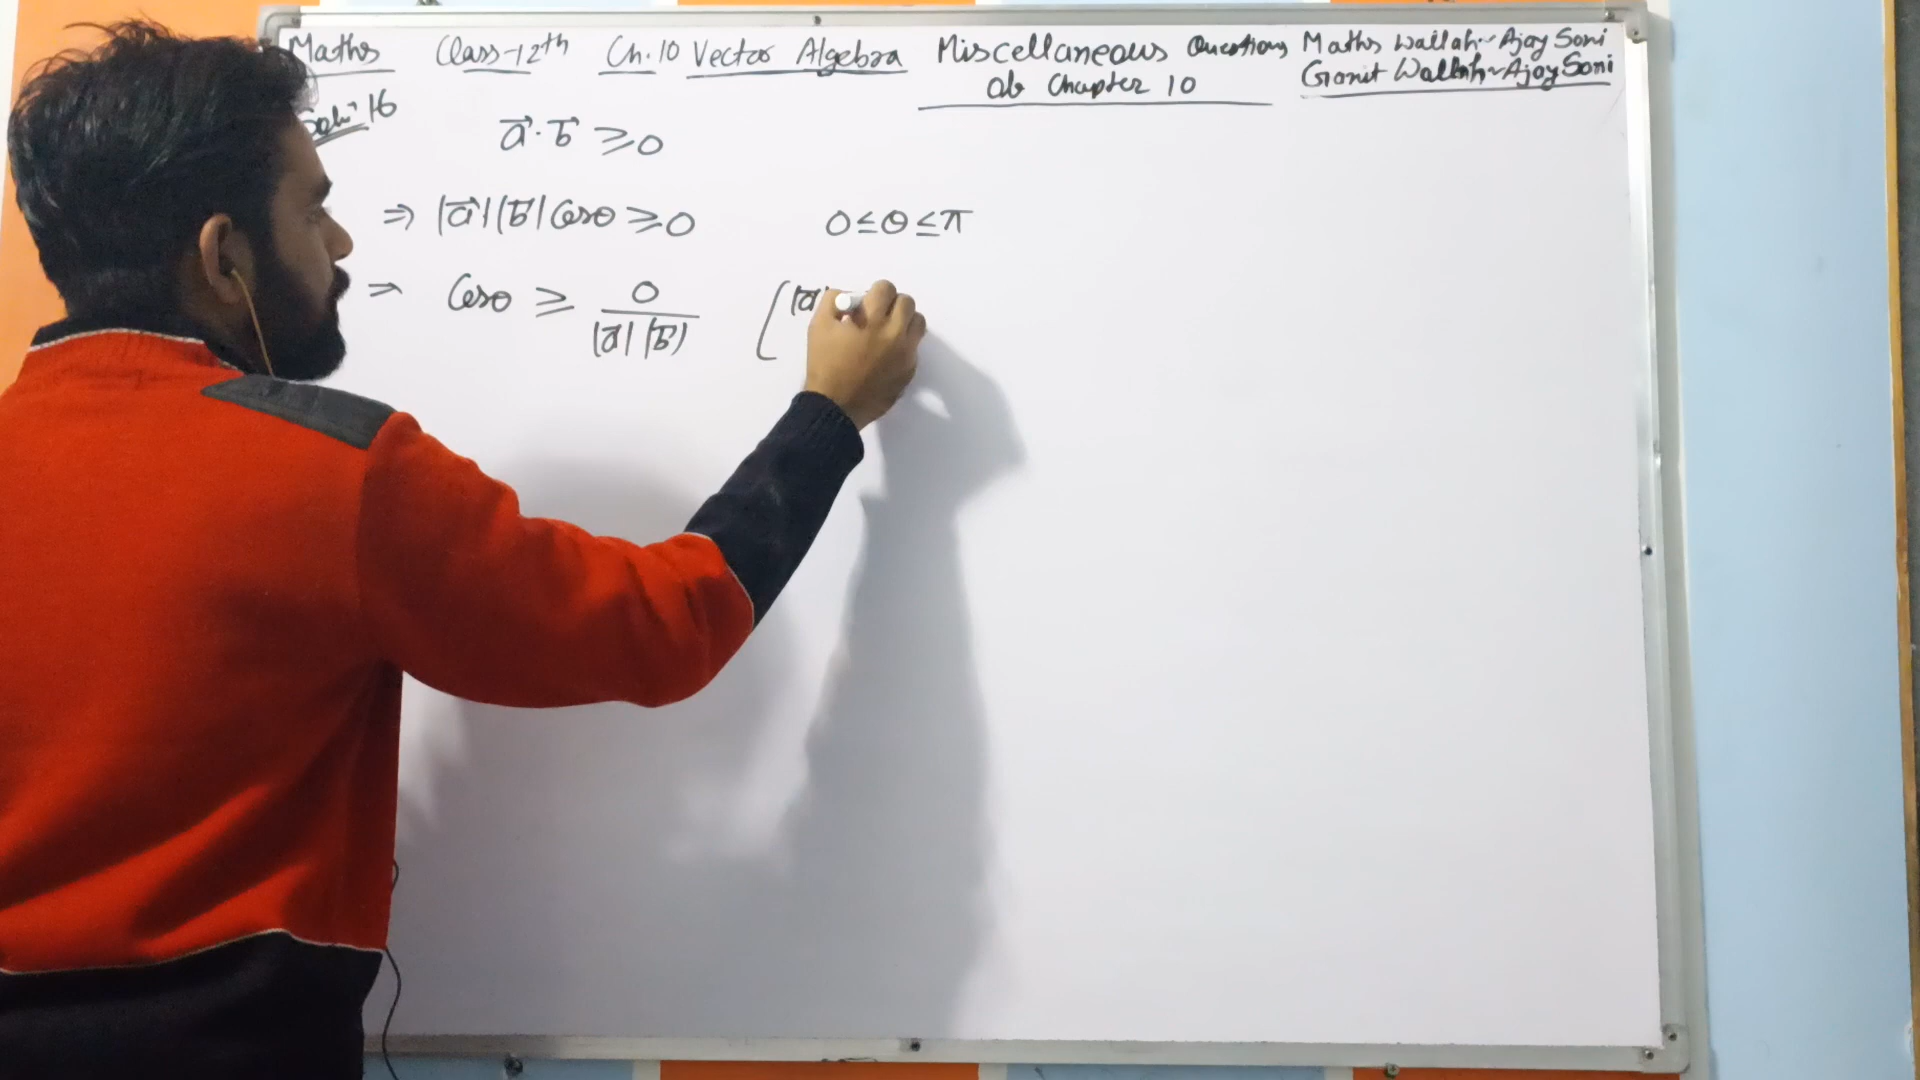 Maths Class-12th Ch.10 Vector Algebra Miscellaneous Questions Maths Wallah~Ajay Soni
Ganit Wallah~Ajay Soni
Ob Chapter 10
Soln-16
a⃗·b⃗ ≥0
⇒ |a⃗||b⃗|Cosθ ≥0 0≤θ≤π
⇒ Cosθ ≥ 0/|a⃗||b⃗| [|a⃗|